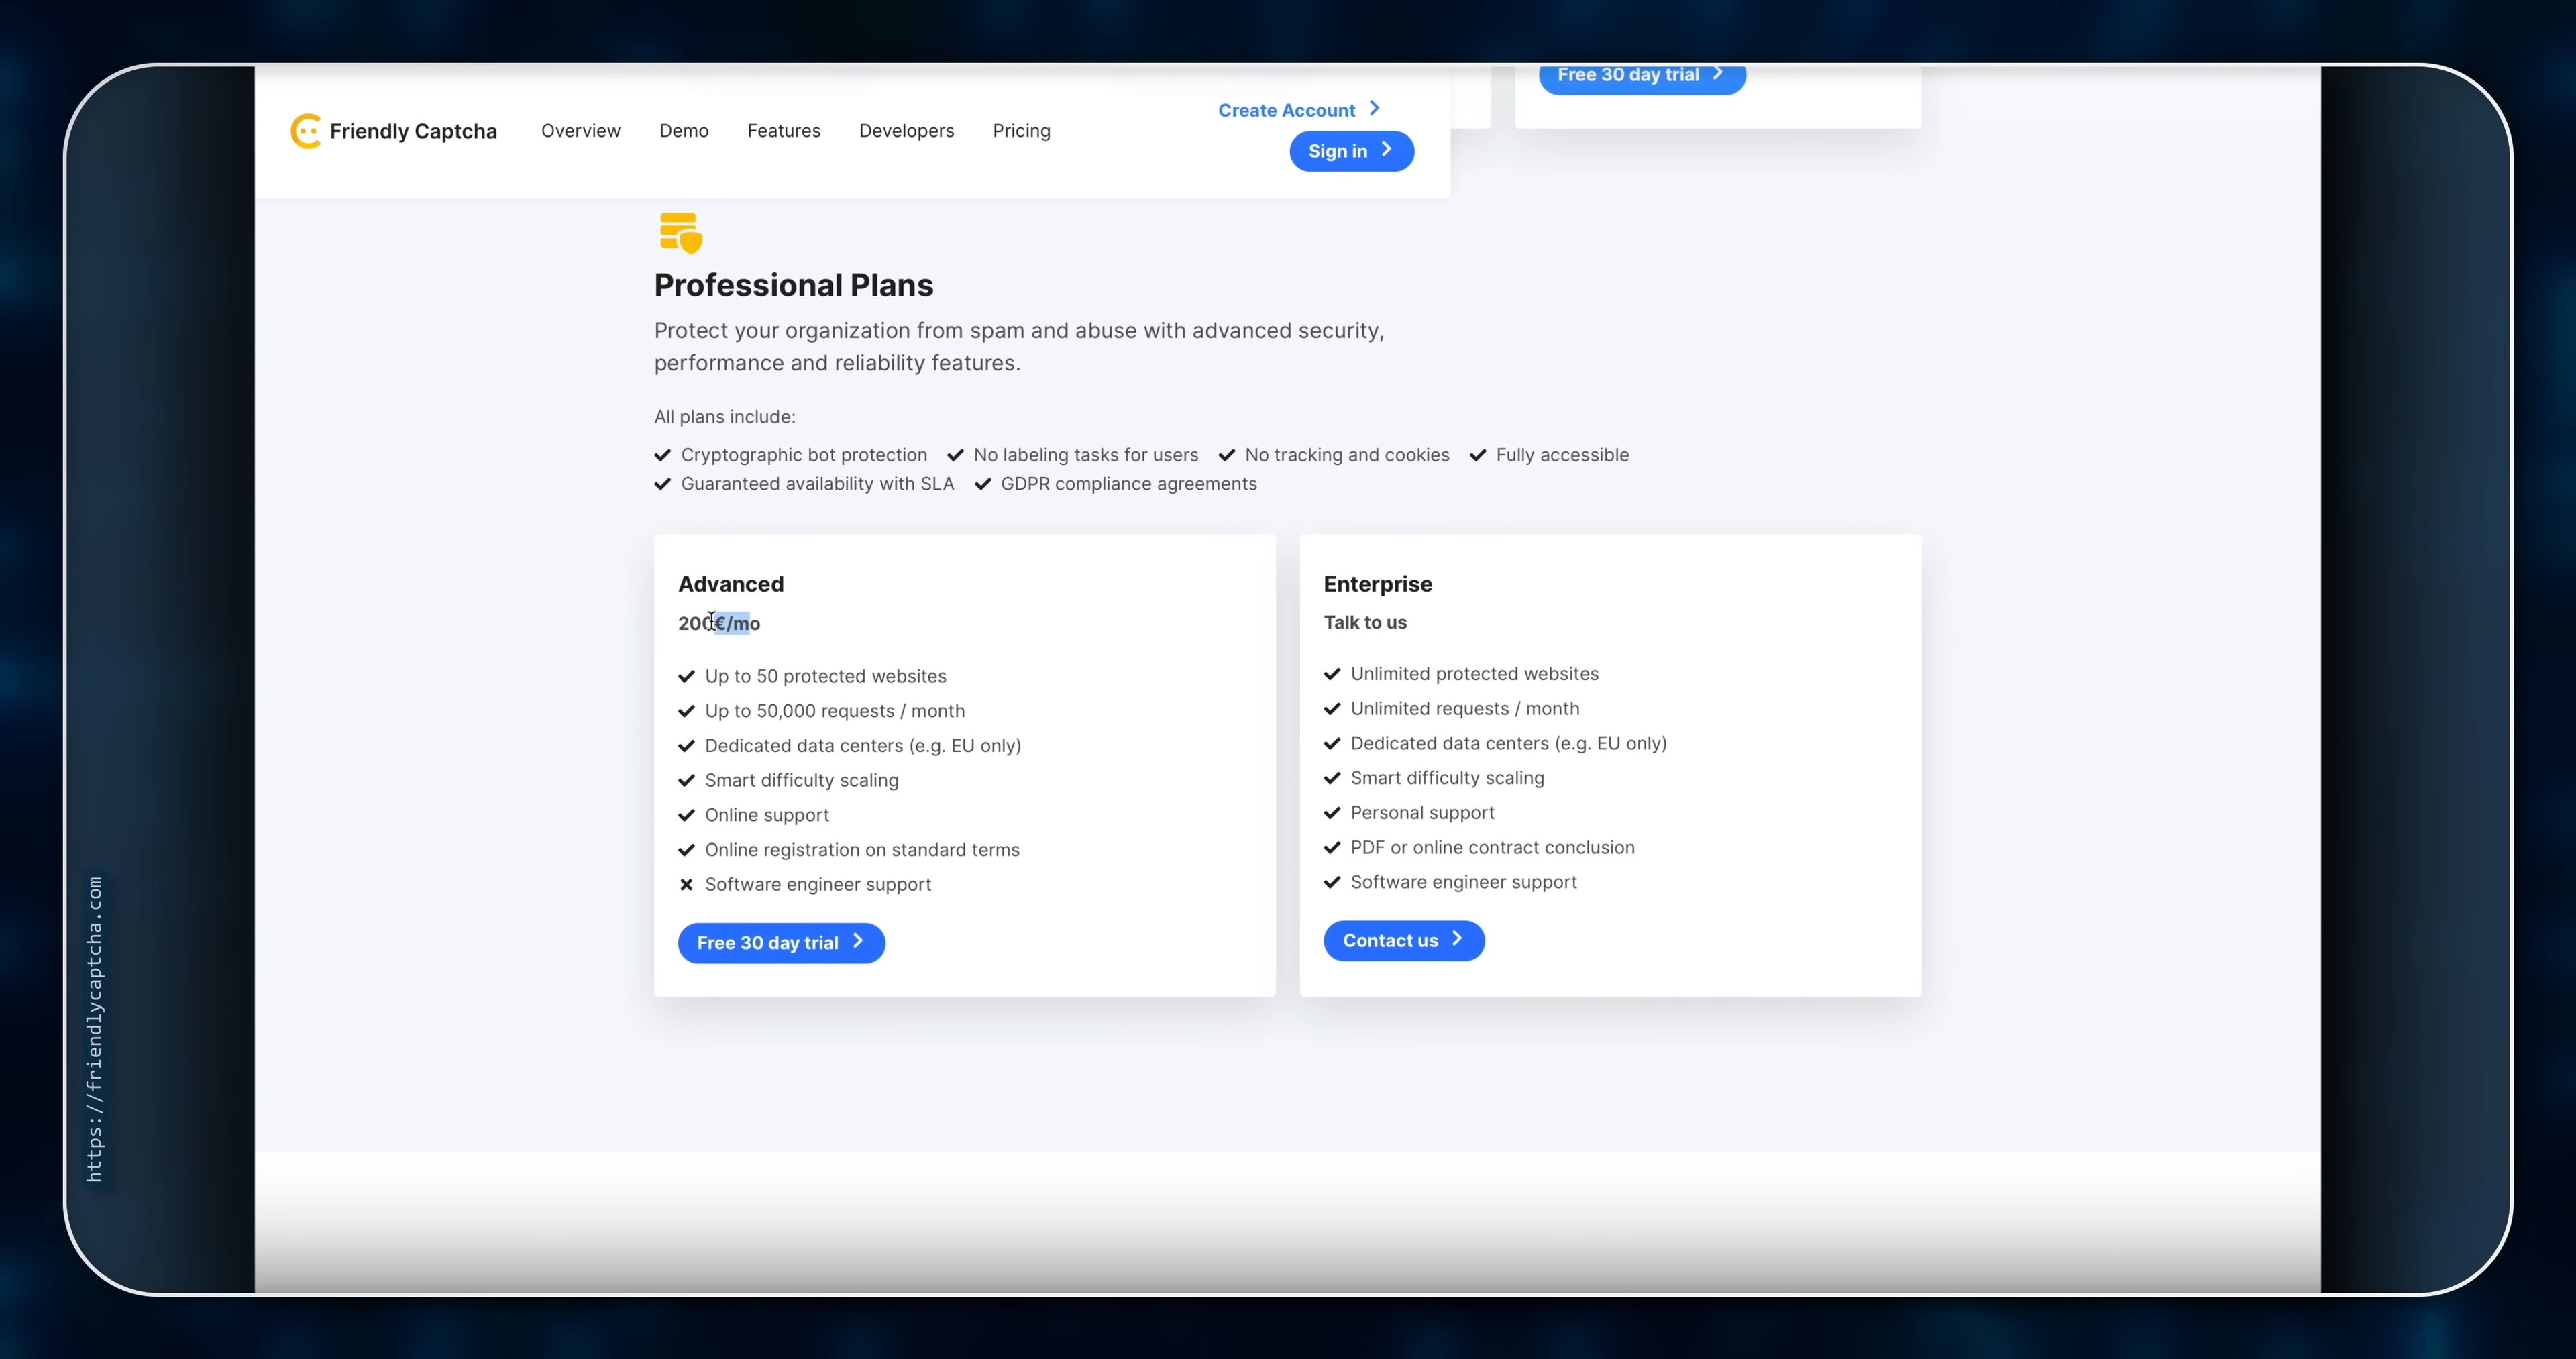 Free 30 day trial
Friendly Captcha
Overview
Demo
Features
Developers
Pricing
Create Account
Sign in
Professional Plans
Protect your organization from spam and abuse with advanced security,
performance and reliability features.
All plans include:
Cryptographic bot protection
No labeling tasks for users
No tracking and cookies
Fully accessible
Guaranteed availability with SLA
GDPR compliance agreements
Advanced
200€/mo
Up to 50 protected websites
Up to 50,000 requests / month
Dedicated data centers (e.g. EU only)
Smart difficulty scaling
Online support
Online registration on standard terms
Software engineer support
Free 30 day trial
Enterprise
Talk to us
Unlimited protected websites
Unlimited requests / month
Dedicated data centers (e.g. EU only)
Smart difficulty scaling
Personal support
PDF or online contract conclusion
Software engineer support
Contact us
https://friendlycaptcha.com